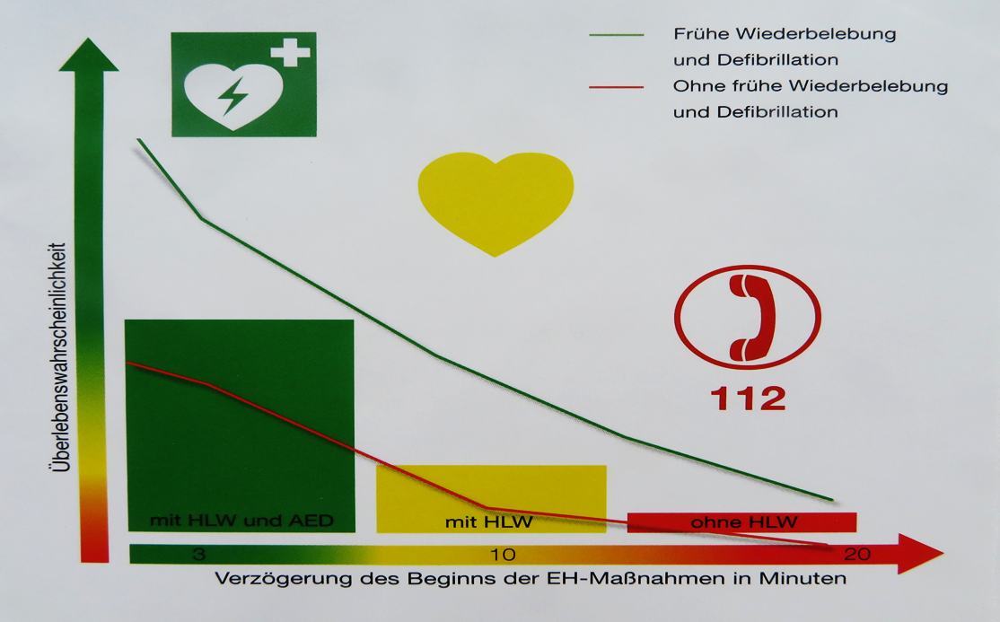 Frühe Wiederbelebung
und Defibrillation
Ohne frühe Wiederbelebung
und Defibrillation
Überlebenswahrscheinlichkeit
112
mit HLW und AED
mit HLW
ohne HLW
3
10
20
Verzögerung des Beginns der EH-Maßnahmen in Minuten